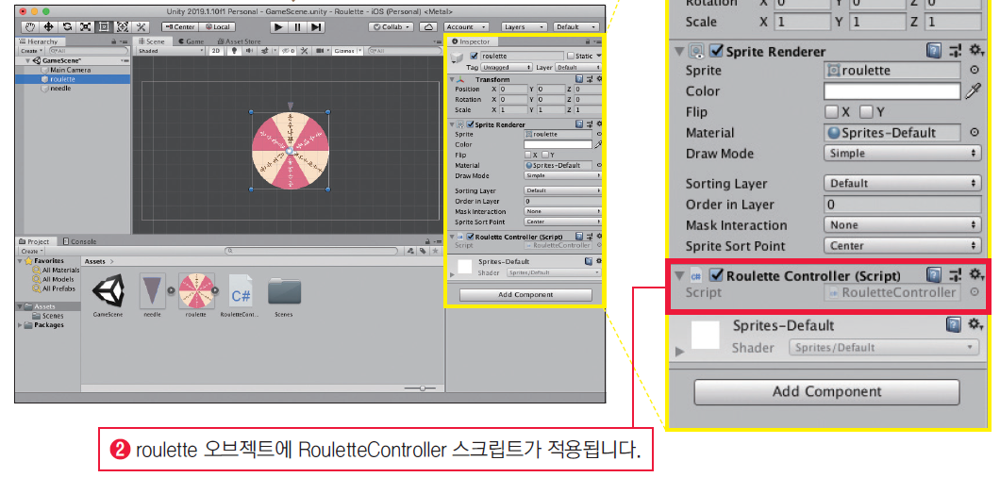 Unity 2019.1.10f1 Personal - GameScene.unity - Roulette - iOS (Personal) <Metal>
Center Local Collab Account Layers Default
Hierarchy
Create All
GameScene*
Main Camera
roulette
needle
Scene Game Asset Store
Shaded 2D Gizmos All
Inspector
roulette Static
Tag Untagged Layer Default
Transform
Position X 0 Y 0 Z 0
Rotation X 0 Y 0 Z 0
Scale X 1 Y 1 Z 1
Sprite Renderer
Sprite roulette
Color
Flip X Y
Material Sprites-Default
Draw Mode Simple
Sorting Layer Default
Order in Layer 0
Mask Interaction None
Sprite Sort Point Center
Roulette Controller (Script)
Script RouletteController
Sprites-Default
Shader Sprites/Default
Add Component
Project Console
Create
Favorites
All Materials
All Models
All Prefabs
Assets
Scenes
Packages
Assets >
C#
GameScene needle roulette RouletteCont... Scenes
Rotation X 0 Y 0 Z 0
Scale X 1 Y 1 Z 1
Sprite Renderer
Sprite roulette
Color
Flip X Y
Material Sprites-Default
Draw Mode Simple
Sorting Layer Default
Order in Layer 0
Mask Interaction None
Sprite Sort Point Center
Roulette Controller (Script)
Script RouletteController
Sprites-Default
Shader Sprites/Default
Add Component
❷ roulette 오브젝트에 RouletteController 스크립트가 적용됩니다.